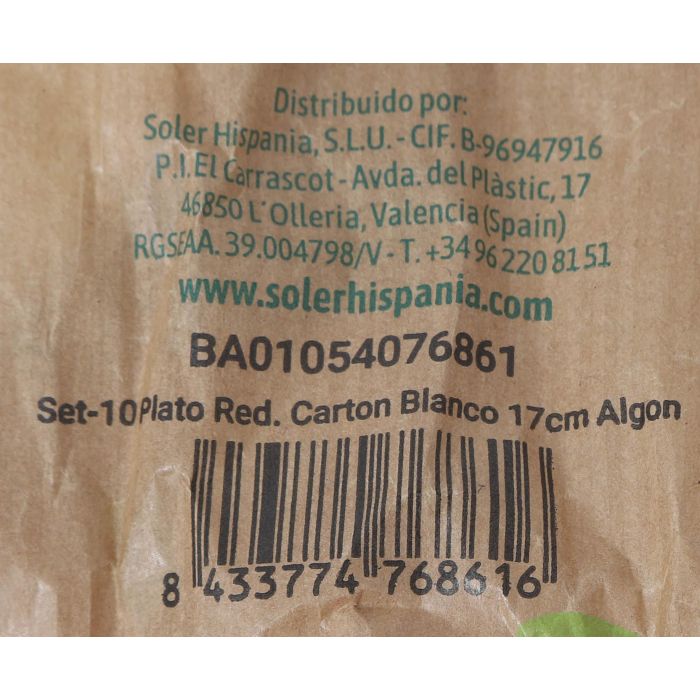 Distribuido por:
Soler Hispania, S.L.U. - CIF. B-96947916
P.I.El Carrascot - Avda. del Plàstic, 17
46850 L'Olleria, Valencia (Spain)
RGSEAA. 39.004798/V - T. +34 96 220 81 51
www.solerhispania.com
BA01054076861
Set-10Plato Red. Carton Blanco 17cm Algon
8 433774 768616